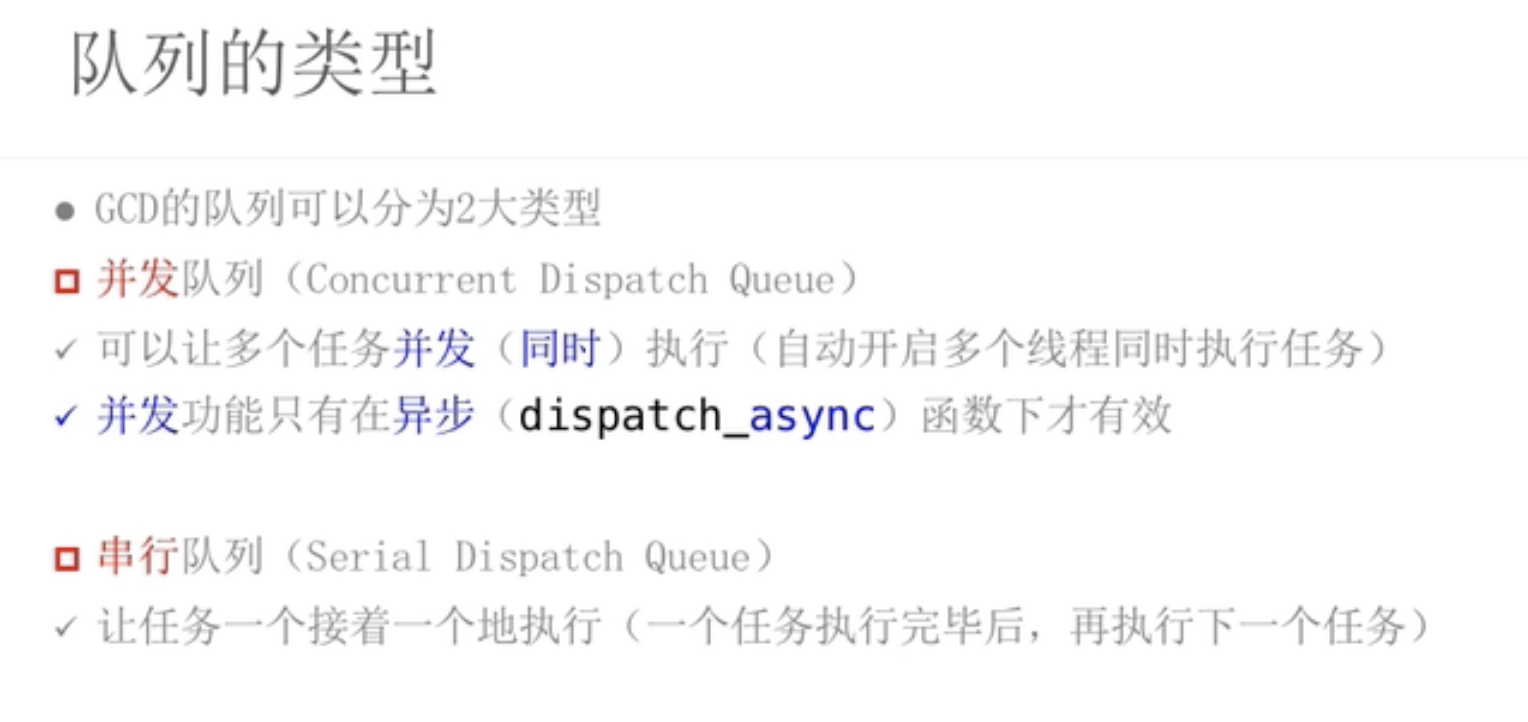 队列的类型
GCD的队列可以分为2大类型
并发队列（Concurrent Dispatch Queue）
可以让多个任务并发（同时）执行（自动开启多个线程同时执行任务）
并发功能只有在异步（dispatch_async）函数下才有效
串行队列（Serial Dispatch Queue）
让任务一个接着一个地执行（一个任务执行完毕后，再执行下一个任务）